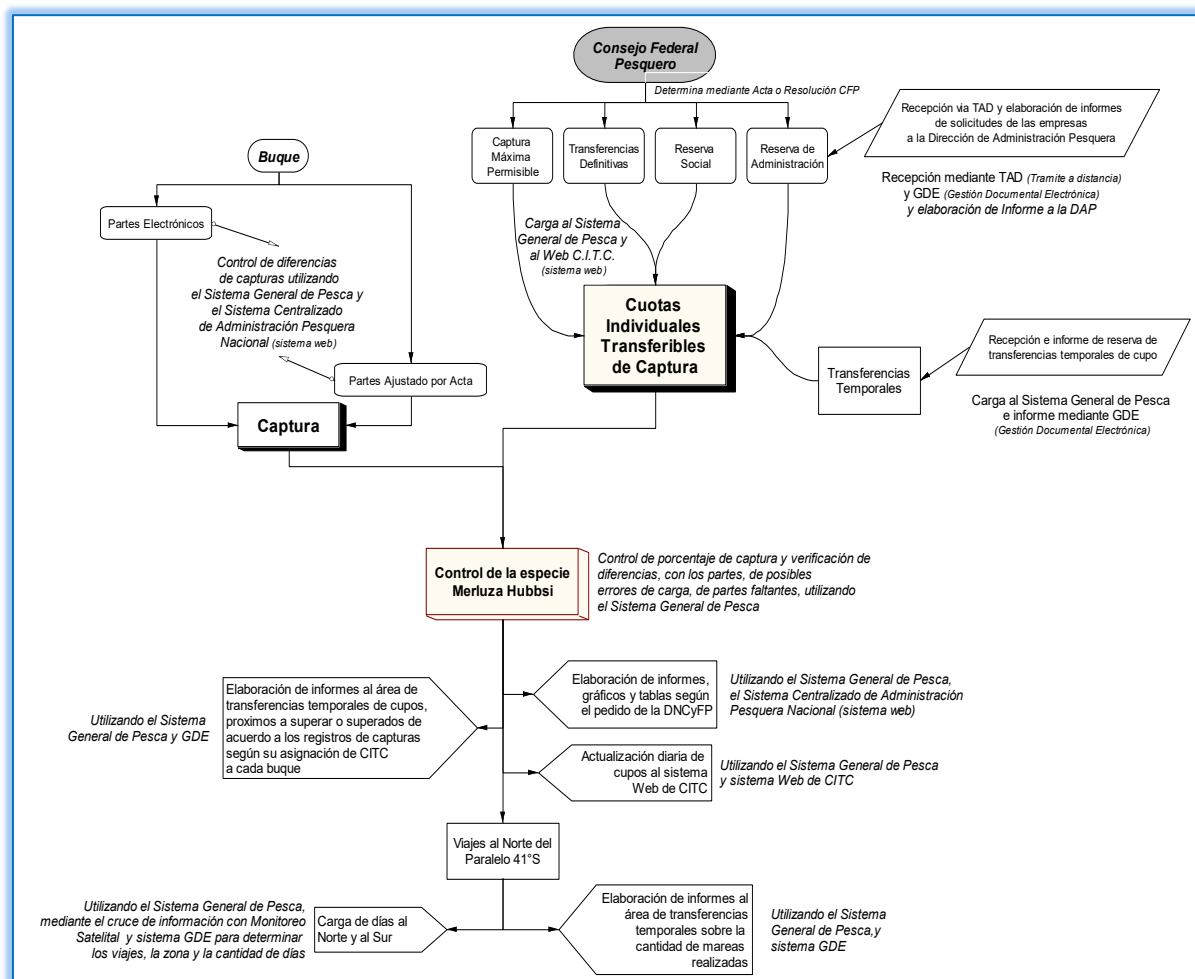 Consejo Federal
Pesquero
Determina mediante Acta o Resolución CFP
Captura
Máxima
Permisible
Transferencias
Definitivas
Reserva
Social
Reserva de
Administración
Recepción via TAD y elaboración de informes
de solicitudes de las empresas
a la Dirección de Administración Pesquera
Recepción mediante TAD (Tramite a distancia)
y GDE (Gestión Documental Electrónica)
y elaboración de Informe a la DAP
Buque
Partes Electrónicos
Control de diferencias
de capturas utilizando
el Sistema General de Pesca y
el Sistema Centralizado
de Administración Pesquera
Nacional (sistema web)
Partes Ajustado por Acta
Captura
Carga al Sistema
General de Pesca y
al Web C.I.T.C.
(sistema web)
Cuotas
Individuales
Transferibles
de Captura
Transferencias
Temporales
Recepción e informe de reserva de
transferencias temporales de cupo
Carga al Sistema General de Pesca
e informe mediante GDE
(Gestión Documental Electrónica)
Control de la especie
Merluza Hubbsi
Control de porcentaje de captura y verificación de
diferencias, con los partes, de posibles
errores de carga, de partes faltantes, utilizando
el Sistema General de Pesca
Utilizando el Sistema
General de Pesca y GDE
Elaboración de informes al área de
transferencias temporales de cupos,
proximos a superar o superados de
acuerdo a los registros de capturas
según su asignación de CITC
a cada buque
Elaboración de informes,
gráficos y tablas según
el pedido de la DNCyFP
Utilizando el Sistema General de Pesca,
el Sistema Centralizado de Administración
Pesquera Nacional (sistema web)
Actualización diaria de
cupos al sistema
Web de CITC
Utilizando el Sistema General de Pesca
y sistema Web de CITC
Viajes al Norte del
Paralelo 41°S
Utilizando el Sistema General de Pesca,
mediante el cruce de información con Monitoreo
Satelital y sistema GDE para determinar
los viajes, la zona y la cantidad de días
Carga de días al
Norte y al Sur
Elaboración de informes al
área de transferencias
temporales sobre la
cantidad de mareas
realizadas
Utilizando el Sistema
General de Pesca,y
sistema GDE